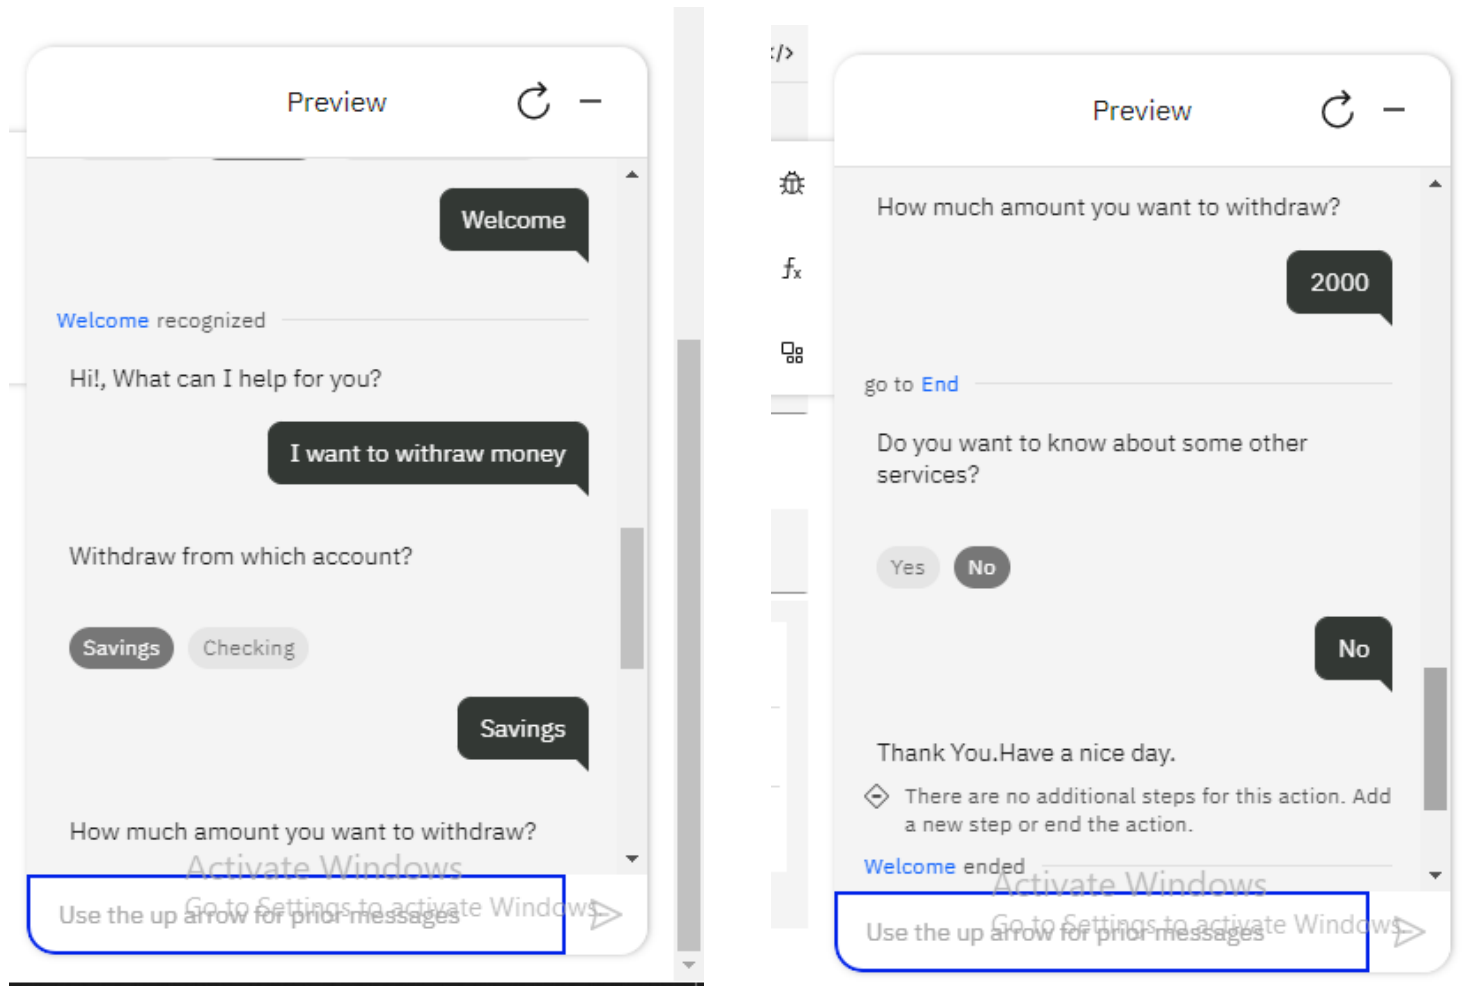 Preview
Welcome
Welcome recognized
Hi!, What can I help for you?
I want to withraw money
Withdraw from which account?
Savings Checking
Savings
How much amount you want to withdraw?
Activate Windows
Go to Settings to activate Windows.
Use the up arrow for prior messages
</>
Preview
fx
How much amount you want to withdraw?
2000
go to End
Do you want to know about some other
services?
Yes No
No
Thank You.Have a nice day.
There are no additional steps for this action. Add
a new step or end the action.
Welcome ended
Activate Windows
Go to Settings to activate Windows.
Use the up arrow for prior messages